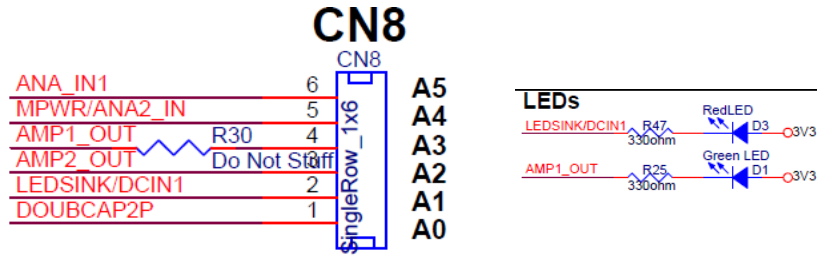 CN8
CN8
ANA_IN1 6 A5
MPWR/ANA2_IN 5 A4
AMP1_OUT R30 4 A3
AMP2_OUT Do Not Stuff 3 A2
LEDSINK/DCIN1 2 A1
DOUBCAP2P 1 A0
SingleRow_1x6
LEDs
RedLED
LEDSINK/DCIN1 R47 D3 3V3
330ohm
Green LED
AMP1_OUT R25 D1 3V3
330ohm